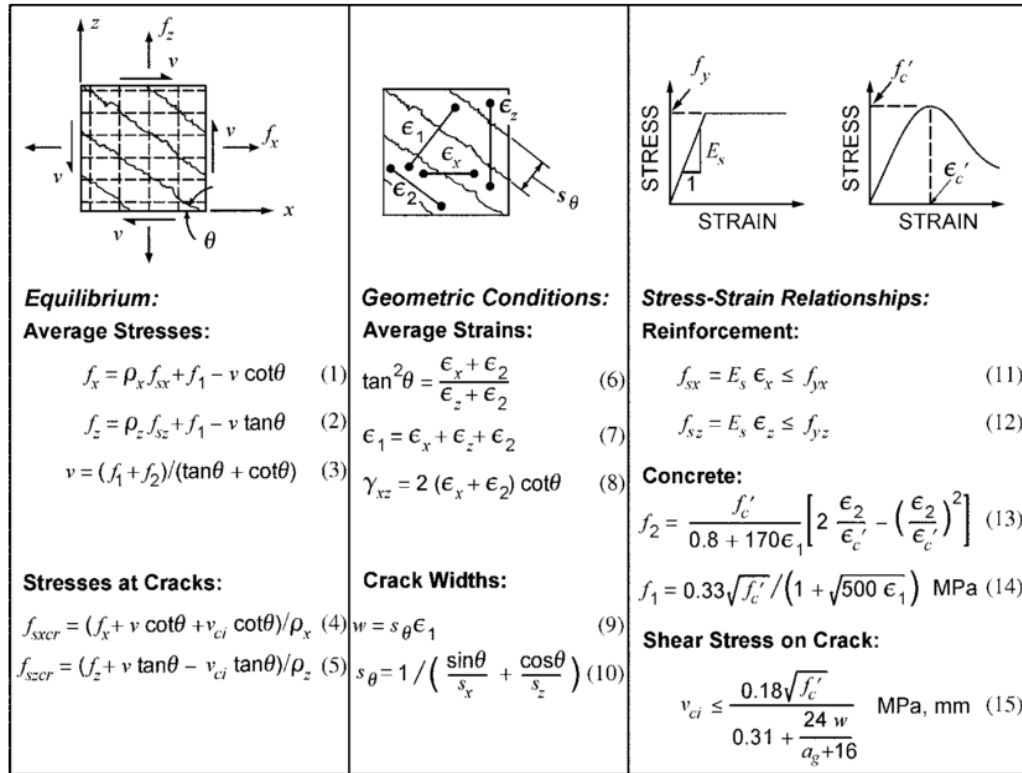 z
f_z
v
v
f_x
v
v
x
θ
Equilibrium:
Average Stresses:
f_x = ρ_x f_sx + f_1 − v cotθ (1)
f_z = ρ_z f_sz + f_1 − v tanθ (2)
v = (f_1 + f_2)/(tanθ + cotθ) (3)
Stresses at Cracks:
f_sxcr = (f_x + v cotθ + v_ci cotθ)/ρ_x (4)
f_szcr = (f_z + v tanθ − v_ci tanθ)/ρ_z (5)
ϵ_1
ϵ_z
ϵ_x
ϵ_2
s_θ
Geometric Conditions:
Average Strains:
tan²θ = (ϵ_x + ϵ_2)/(ϵ_z + ϵ_2) (6)
ϵ_1 = ϵ_x + ϵ_z + ϵ_2 (7)
γ_xz = 2 (ϵ_x + ϵ_2) cotθ (8)
Crack Widths:
w = s_θ ϵ_1 (9)
s_θ = 1 / ( sinθ/s_x + cosθ/s_z ) (10)
f_y
STRESS
E_s
1
STRAIN
f_c′
STRESS
ϵ_c′
STRAIN
Stress-Strain Relationships:
Reinforcement:
f_sx = E_s ϵ_x ≤ f_yx (11)
f_sz = E_s ϵ_z ≤ f_yz (12)
Concrete:
f_2 = f_c′/(0.8 + 170ϵ_1) [2 ϵ_2/ϵ_c′ − (ϵ_2/ϵ_c′)²] (13)
f_1 = 0.33√f_c′ / (1 + √500 ϵ_1) MPa (14)
Shear Stress on Crack:
v_ci ≤ 0.18√f_c′ / (0.31 + 24 w/(a_g+16)) MPa, mm (15)